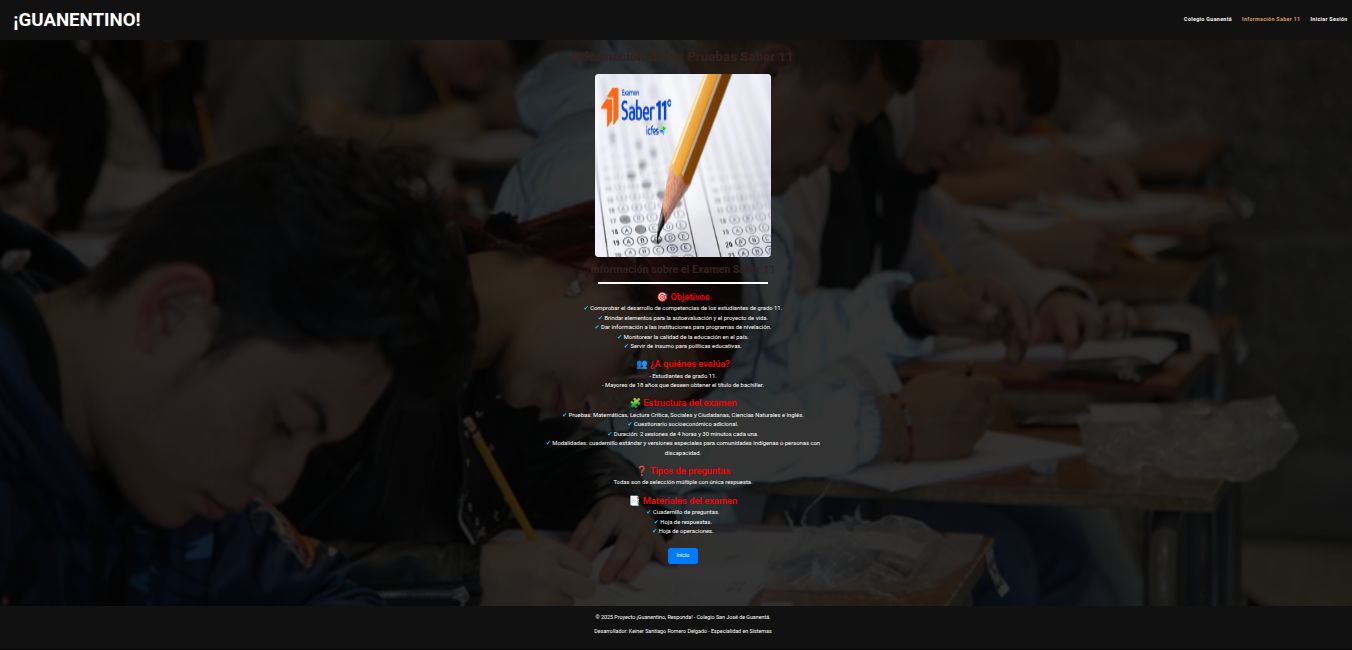 ¡GUANENTINO!
Colegio Guanentá Información Saber 11 Iniciar Sesión
Pruebas Saber 11
Examen
Saber 11°
icfes
Información sobre el Examen Saber 11
🎯 Objetivos
✔ Comprobar el desarrollo de competencias de los estudiantes de grado 11.
✔ Brindar elementos para la autoevaluación y el proyecto de vida.
✔ Dar información a las instituciones para programas de nivelación.
✔ Monitorear la calidad de la educación en el país.
✔ Servir de insumo para políticas educativas.
👥 ¿A quiénes evalúa?
- Estudiantes de grado 11.
- Mayores de 18 años que deseen obtener el título de bachiller.
🧩 Estructura del examen
✔ Pruebas: Matemáticas, Lectura Crítica, Sociales y Ciudadanas, Ciencias Naturales e Inglés.
✔ Cuestionario socioeconómico adicional.
✔ Duración: 2 sesiones de 4 horas y 30 minutos cada una.
✔ Modalidades: cuadernillo estándar y versiones especiales para comunidades indígenas o personas con
discapacidad.
❓ Tipos de preguntas
Todas son de selección múltiple con única respuesta.
📑 Materiales del examen
✔ Cuadernillo de preguntas.
✔ Hoja de respuestas.
✔ Hoja de operaciones.
Inicio
© 2025 Proyecto ¡Guanentino, Responda! - Colegio San José de Guanentá.
Desarrollador: Keiner Santiago Romero Delgado - Especialidad en Sistemas